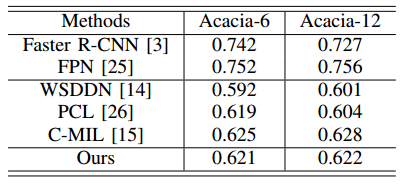 Methods Acacia-6 Acacia-12
Faster R-CNN [3] 0.742 0.727
FPN [25] 0.752 0.756
WSDDN [14] 0.592 0.601
PCL [26] 0.619 0.604
C-MIL [15] 0.625 0.628
Ours 0.621 0.622